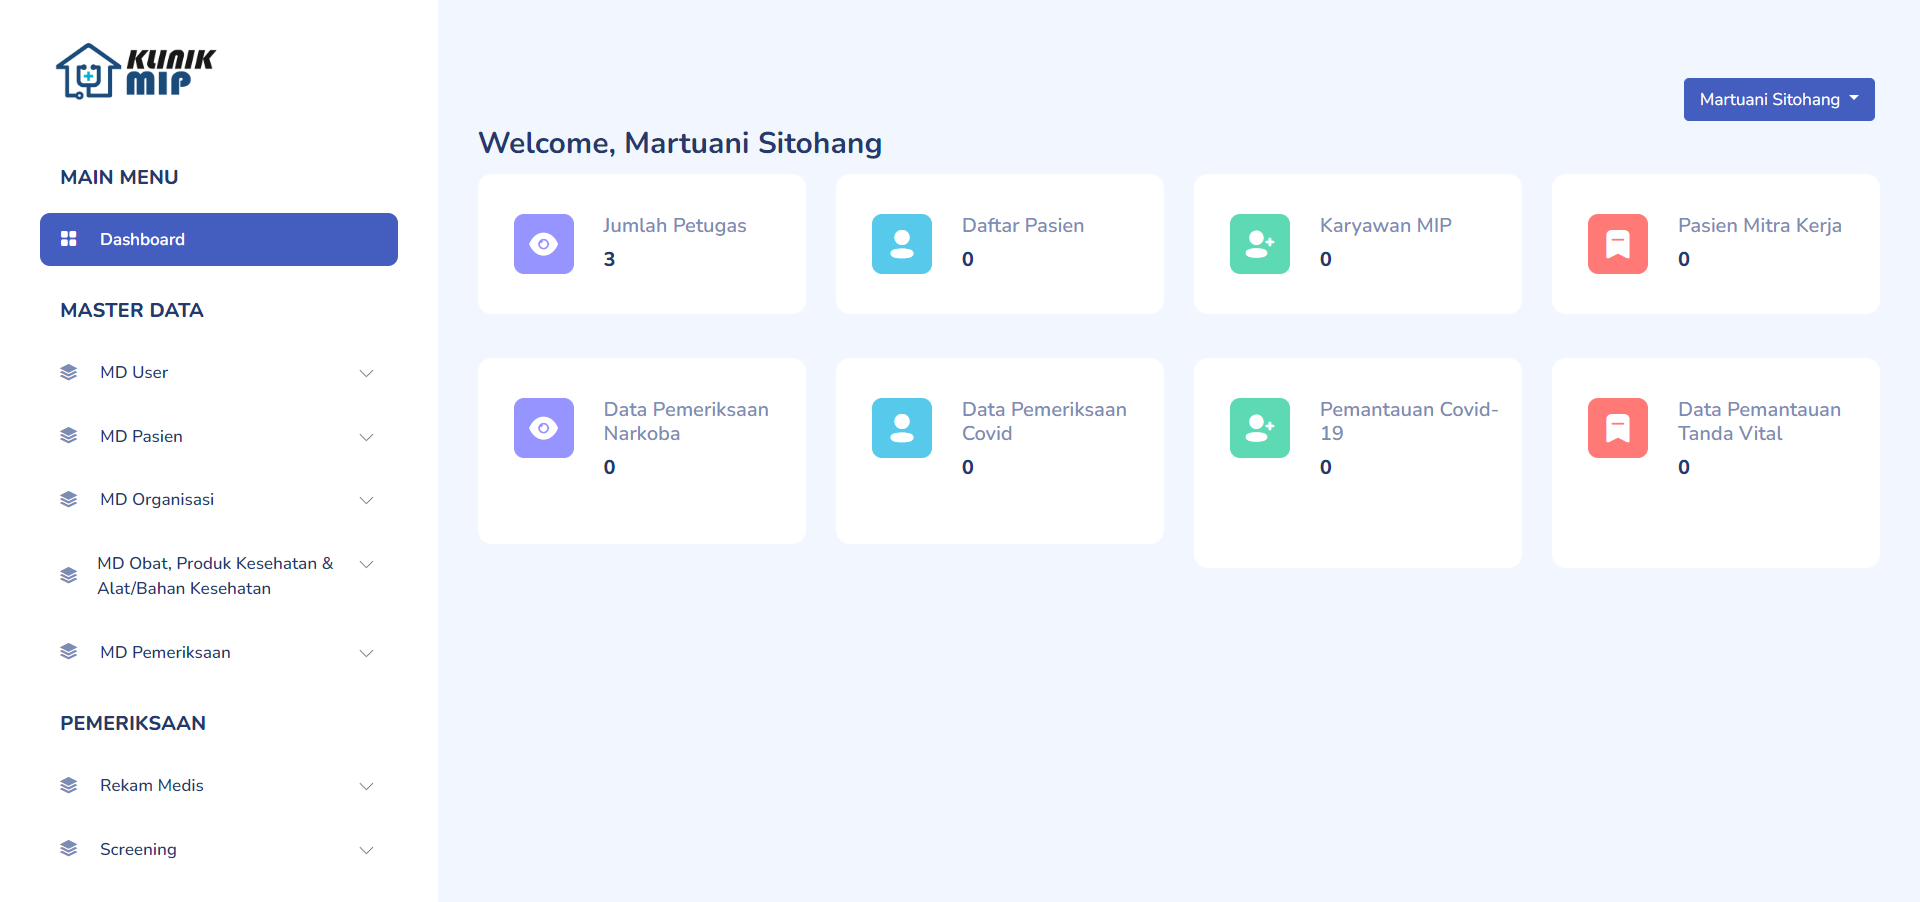 KLINIK
MIP
MAIN MENU
Dashboard
MASTER DATA
MD User
MD Pasien
MD Organisasi
MD Obat, Produk Kesehatan &
Alat/Bahan Kesehatan
MD Pemeriksaan
PEMERIKSAAN
Rekam Medis
Screening
Martuani Sitohang
Welcome, Martuani Sitohang
Jumlah Petugas
3
Daftar Pasien
0
Karyawan MIP
0
Pasien Mitra Kerja
0
Data Pemeriksaan
Narkoba
0
Data Pemeriksaan
Covid
0
Pemantauan Covid-
19
0
Data Pemantauan
Tanda Vital
0